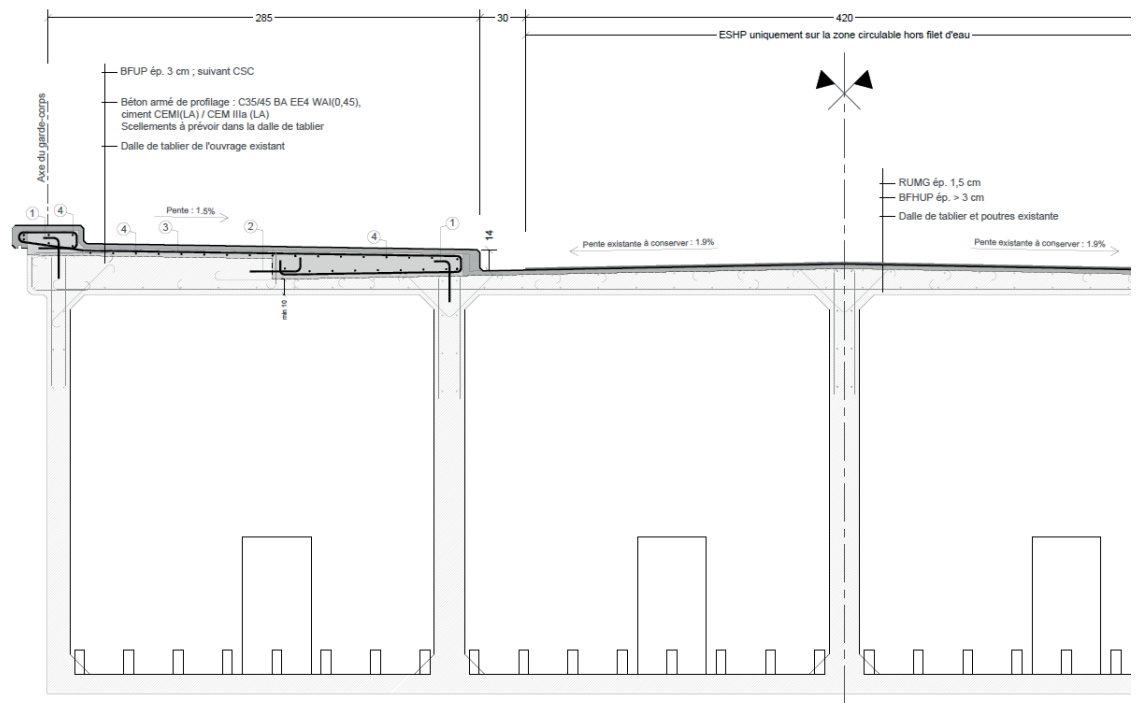 285
30
420
ESHP uniquement sur la zone circulable hors filet d'eau
BFUP ép. 3 cm ; suivant CSC
Béton armé de profilage : C35/45 BA EE4 WAI(0,45),
ciment CEMI(LA) / CEM IIIa (LA)
Scellements à prévoir dans la dalle de tablier
Dalle de tablier de l'ouvrage existant
Axe du garde-corps
RUMG ép. 1,5 cm
BFHUP ép. > 3 cm
Dalle de tablier et poutres existante
1
4
Pente : 1.5%
4
3
2
4
1
14
Pente existante à conserver : 1.9%
Pente existante à conserver : 1.9%
min 10